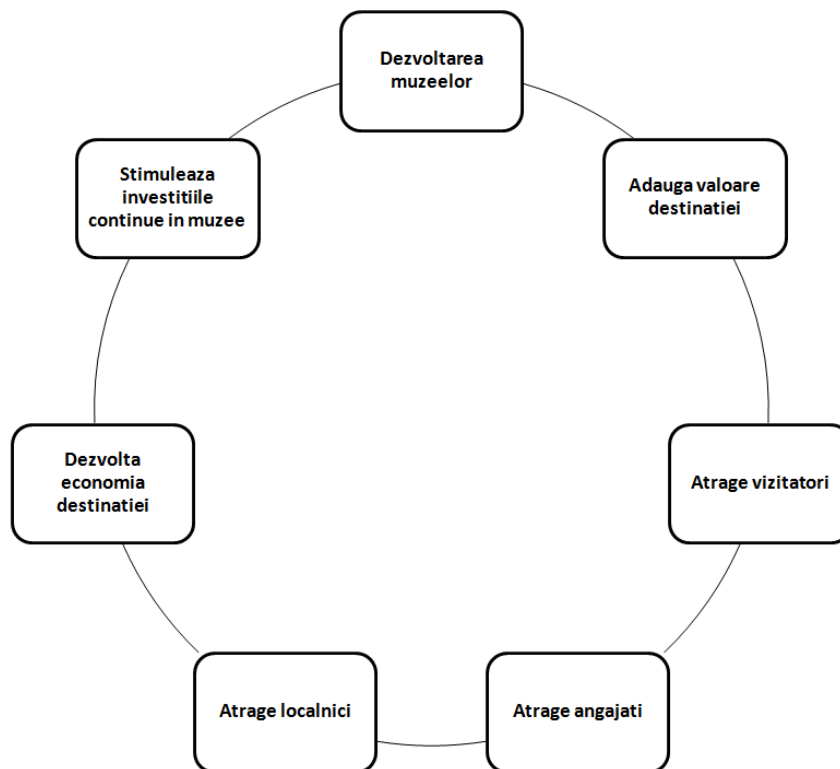 Dezvoltarea
muzeelor
Adauga valoare
destinatiei
Atrage vizitatori
Atrage angajati
Atrage localnici
Dezvolta
economia
destinatiei
Stimuleaza
investitiile
continue in muzee